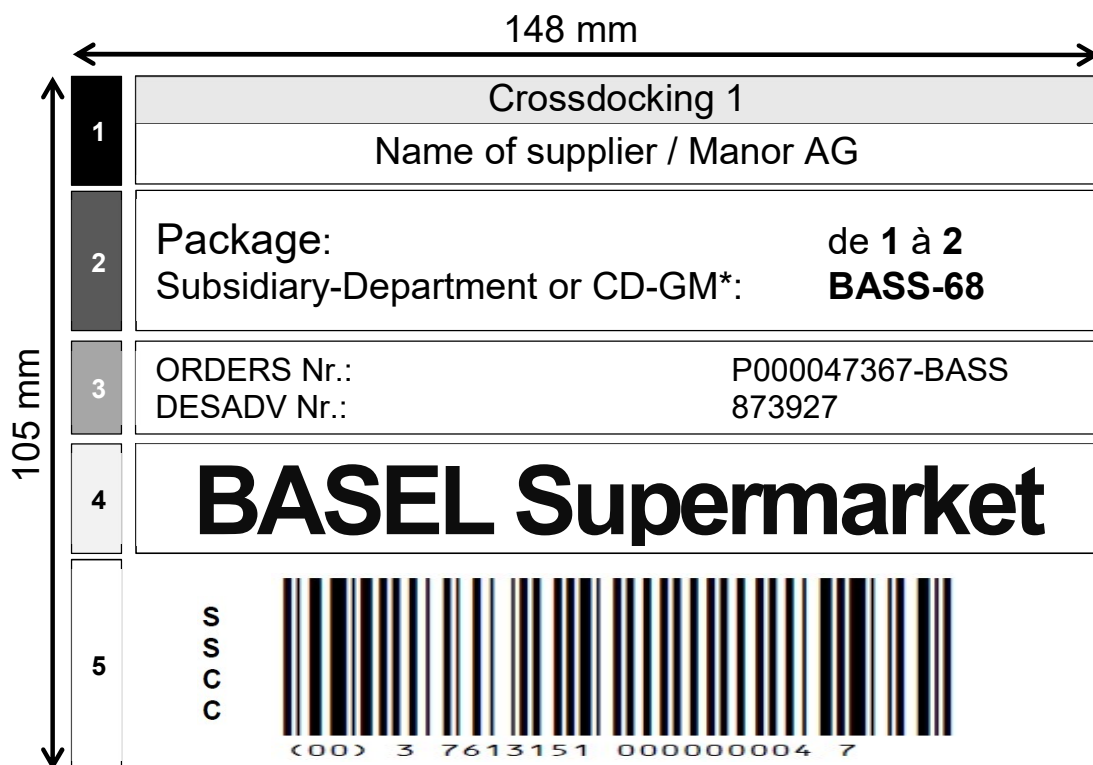 148 mm
105 mm
1
Crossdocking 1
Name of supplier / Manor AG
2
Package: de 1 à 2
Subsidiary-Department or CD-GM*: BASS-68
3
ORDERS Nr.: P000047367-BASS
DESADV Nr.: 873927
4
BASEL Supermarket
5
S
S
C
C
(00) 3 7613151 000000004 7